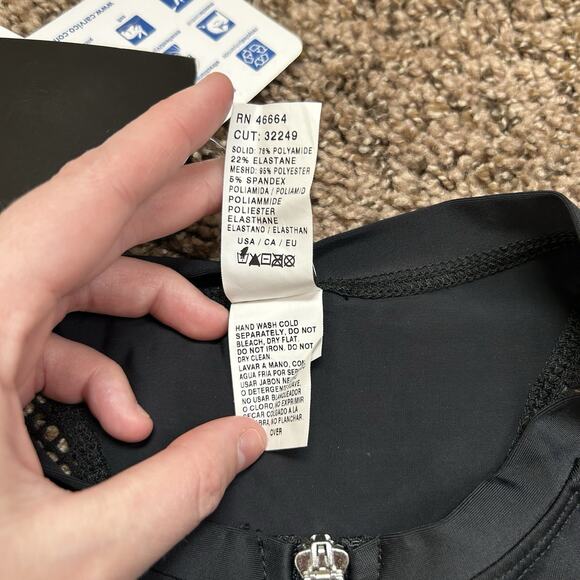 www.carvico.com
RN 46664
CUT: 32249
SOLID: 78% POLYAMIDE
22% ELASTANE
MESHD: 95% POLYESTER
5% SPANDEX
POLIAMIDA / POLIAMID
POLIAMMIDE
POLIESTER
ELASTHANE
ELASTANO / ELASTHAN
USA / CA / EU
HAND WASH COLD
SEPARATELY, DO NOT
BLEACH, DRY FLAT,
DO NOT IRON. DO NOT
DRY CLEAN.
LAVAR A MANO, CON
AGUA FRIA POR
USAR JABON
O DETERGENTE
NO USAR BLANQUEADOR
O CLORO, NO EXPRIMIR
SECAR COLGADO A LA
NO PLANCHAR.
OVER